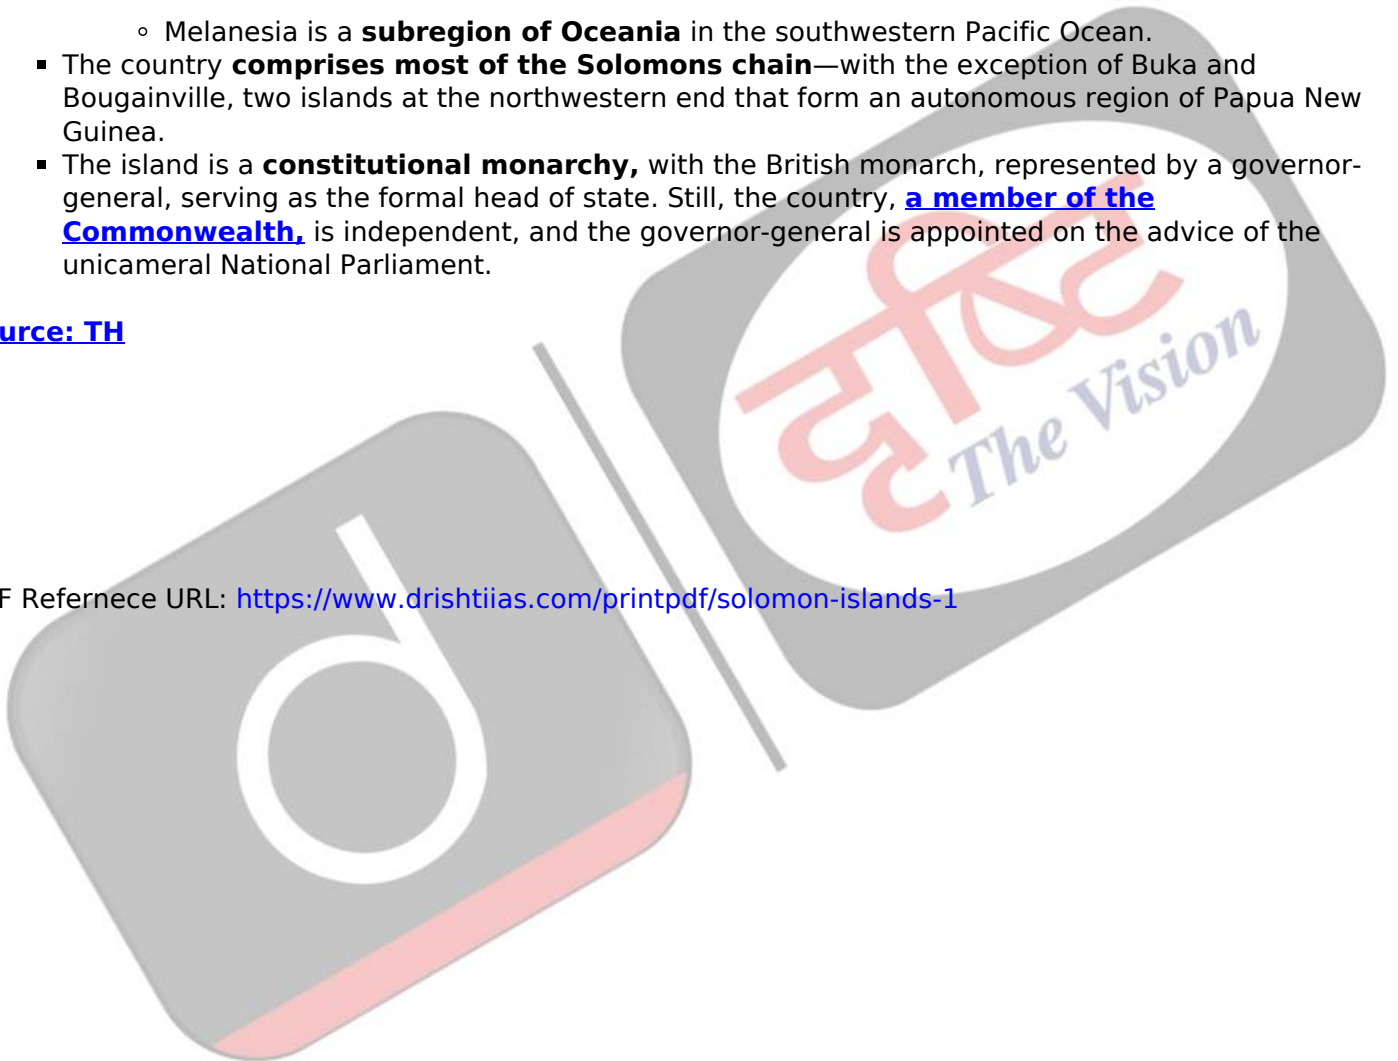 ◦ Melanesia is a subregion of Oceania in the southwestern Pacific Ocean.
▪ The country comprises most of the Solomons chain—with the exception of Buka and
Bougainville, two islands at the northwestern end that form an autonomous region of Papua New
Guinea.
▪ The island is a constitutional monarchy, with the British monarch, represented by a governor-
general, serving as the formal head of state. Still, the country, a member of the
Commonwealth, is independent, and the governor-general is appointed on the advice of the
unicameral National Parliament.
urce: TH
दृष्टि
The Vision
F Refernece URL: https://www.drishtiias.com/printpdf/solomon-islands-1
d